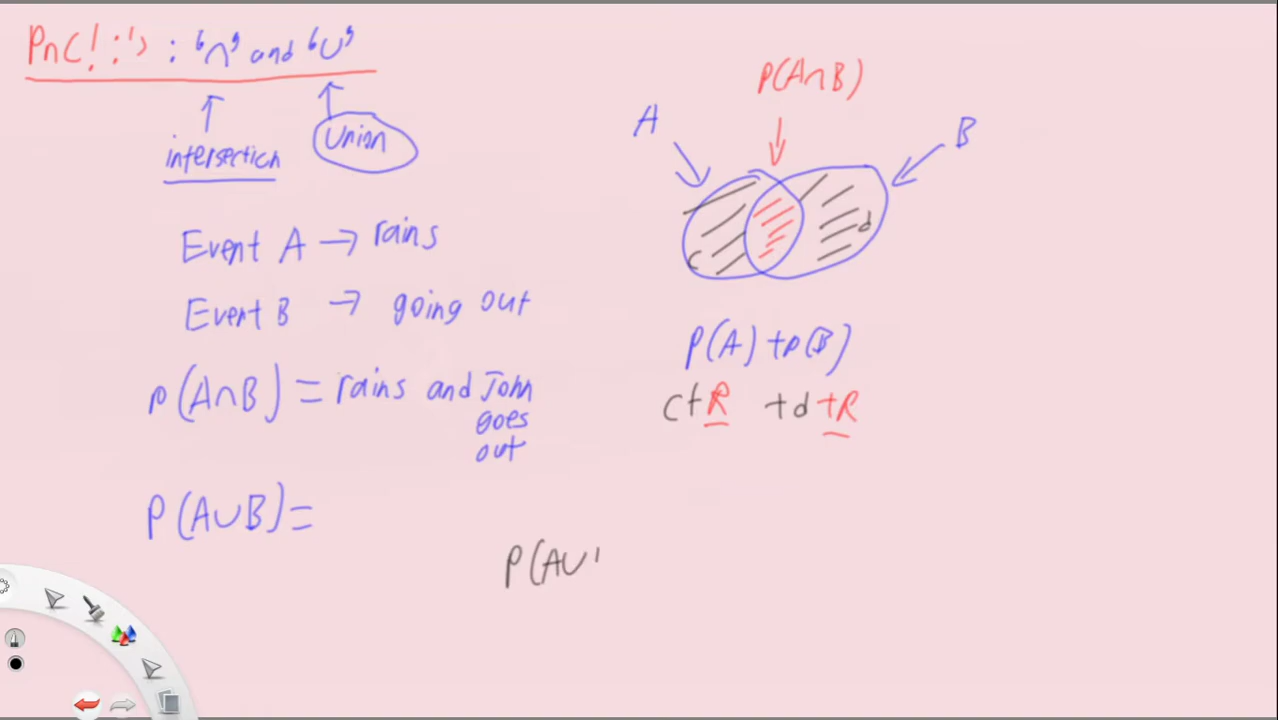 PnC(!:') : '∩' and '∪'
intersection
Union
Event A → rains
Event B → going out
P(A∩B) = rains and John
goes
out
P(A∪B) =
P(A∪
P(A∩B)
A
B
c
d
P(A)+P(B)
c+R +d+R